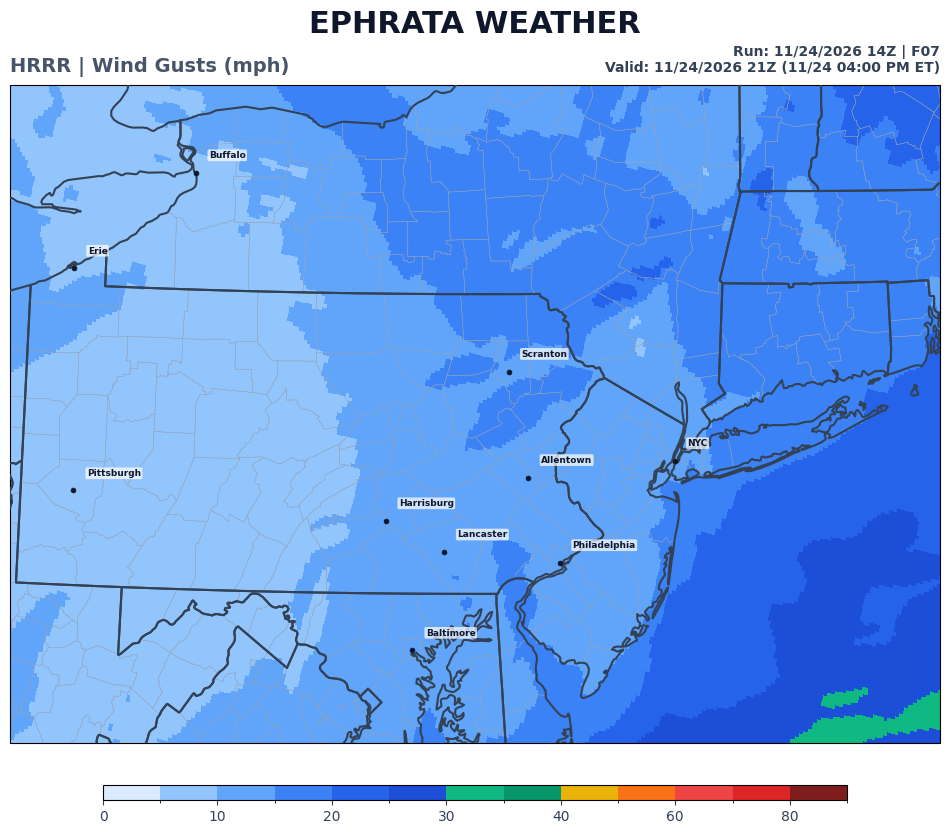 EPHRATA WEATHER
HRRR | Wind Gusts (mph)
Run: 11/24/2026 14Z | F07
Valid: 11/24/2026 21Z (11/24 04:00 PM ET)
Buffalo
Erie
Scranton
NYC
Allentown
Pittsburgh
Harrisburg
Lancaster
Philadelphia
Baltimore
0 10 20 30 40 60 80